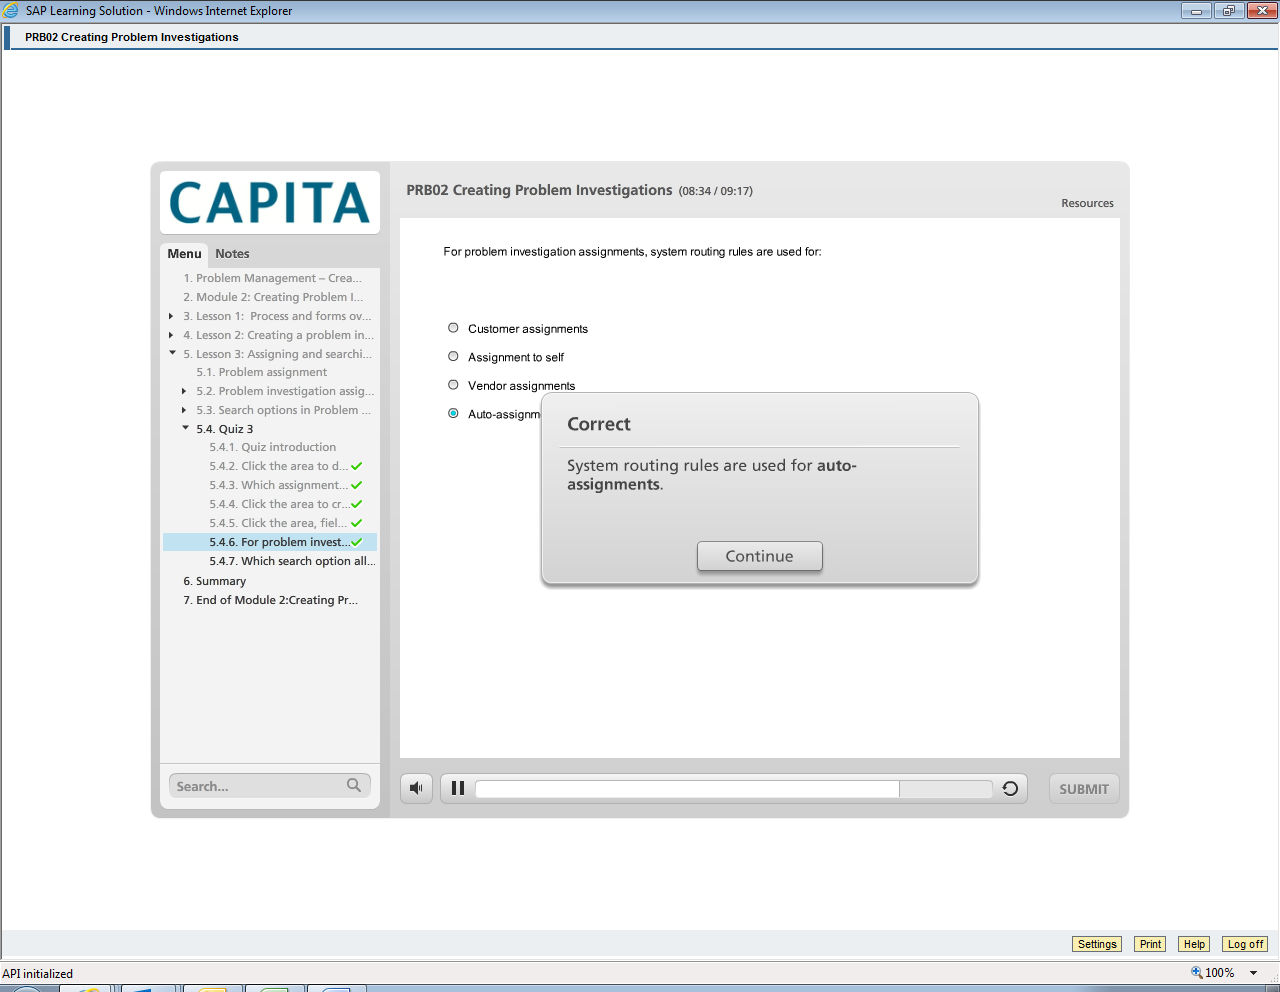 SAP Learning Solution - Windows Internet Explorer
PRB02 Creating Problem Investigations
CAPITA
PRB02 Creating Problem Investigations (08:34 / 09:17)
Resources
Menu Notes
1. Problem Management – Crea...
2. Module 2: Creating Problem I...
3. Lesson 1: Process and forms ov...
4. Lesson 2: Creating a problem in...
5. Lesson 3: Assigning and searchi...
5.1. Problem assignment
5.2. Problem investigation assig...
5.3. Search options in Problem ...
5.4. Quiz 3
5.4.1. Quiz introduction
5.4.2. Click the area to d...
5.4.3. Which assignment...
5.4.4. Click the area to cr...
5.4.5. Click the area, fiel...
5.4.6. For problem invest...
5.4.7. Which search option all...
6. Summary
7. End of Module 2:Creating Pr...
Search...
For problem investigation assignments, system routing rules are used for:
Customer assignments
Assignment to self
Vendor assignments
Auto-assignm
Correct
System routing rules are used for auto-
assignments.
Continue
SUBMIT
Settings Print Help Log off
API initialized
100%